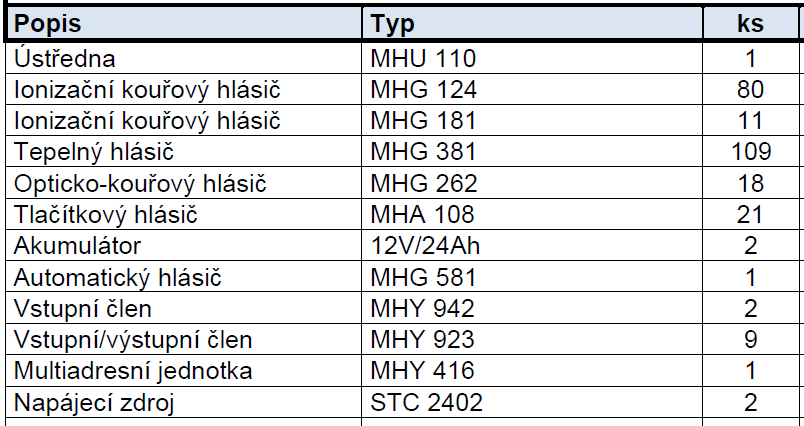 Popis Typ ks
Ústředna MHU 110 1
Ionizační kouřový hlásič MHG 124 80
Ionizační kouřový hlásič MHG 181 11
Tepelný hlásič MHG 381 109
Opticko-kouřový hlásič MHG 262 18
Tlačítkový hlásič MHA 108 21
Akumulátor 12V/24Ah 2
Automatický hlásič MHG 581 1
Vstupní člen MHY 942 2
Vstupní/výstupní člen MHY 923 9
Multiadresní jednotka MHY 416 1
Napájecí zdroj STC 2402 2